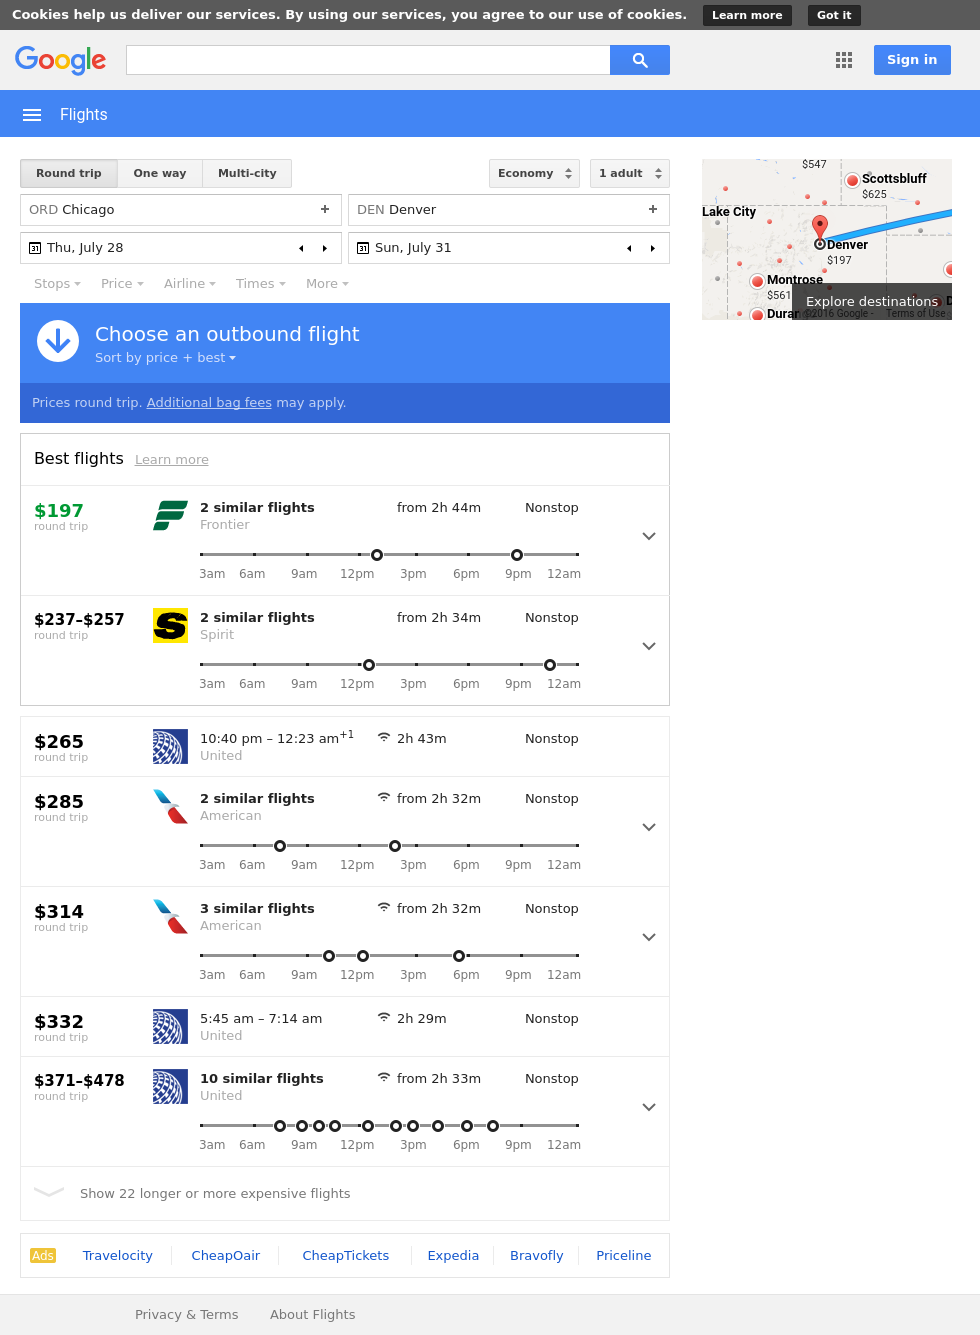 Cookies help us deliver our services. By using our services, you agree to our use of cookies. Learn more Got it
Google Sign in
Flights
Round trip One way Multi-city Economy 1 adult
ORD Chicago + DEN Denver +
31 Thu, July 28 31 Sun, July 31
Stops Price Airline Times More
$547
Scottsbluff
$625
Lake City
Denver
$197
Montrose
$561
Explore destinations
©2016 Google - Terms of Use
Choose an outbound flight
Sort by price + best
Prices round trip. Additional bag fees may apply.
Best flights Learn more
$197 2 similar flights from 2h 44m Nonstop
round trip Frontier
3am 6am 9am 12pm 3pm 6pm 9pm 12am
$237–$257 2 similar flights from 2h 34m Nonstop
round trip Spirit
3am 6am 9am 12pm 3pm 6pm 9pm 12am
$265 10:40 pm – 12:23 am+1 2h 43m Nonstop
round trip United
$285 2 similar flights from 2h 32m Nonstop
round trip American
3am 6am 9am 12pm 3pm 6pm 9pm 12am
$314 3 similar flights from 2h 32m Nonstop
round trip American
3am 6am 9am 12pm 3pm 6pm 9pm 12am
$332 5:45 am – 7:14 am 2h 29m Nonstop
round trip United
$371–$478 10 similar flights from 2h 33m Nonstop
round trip United
3am 6am 9am 12pm 3pm 6pm 9pm 12am
Show 22 longer or more expensive flights
Ads Travelocity CheapOair CheapTickets Expedia Bravofly Priceline
Privacy & Terms About Flights